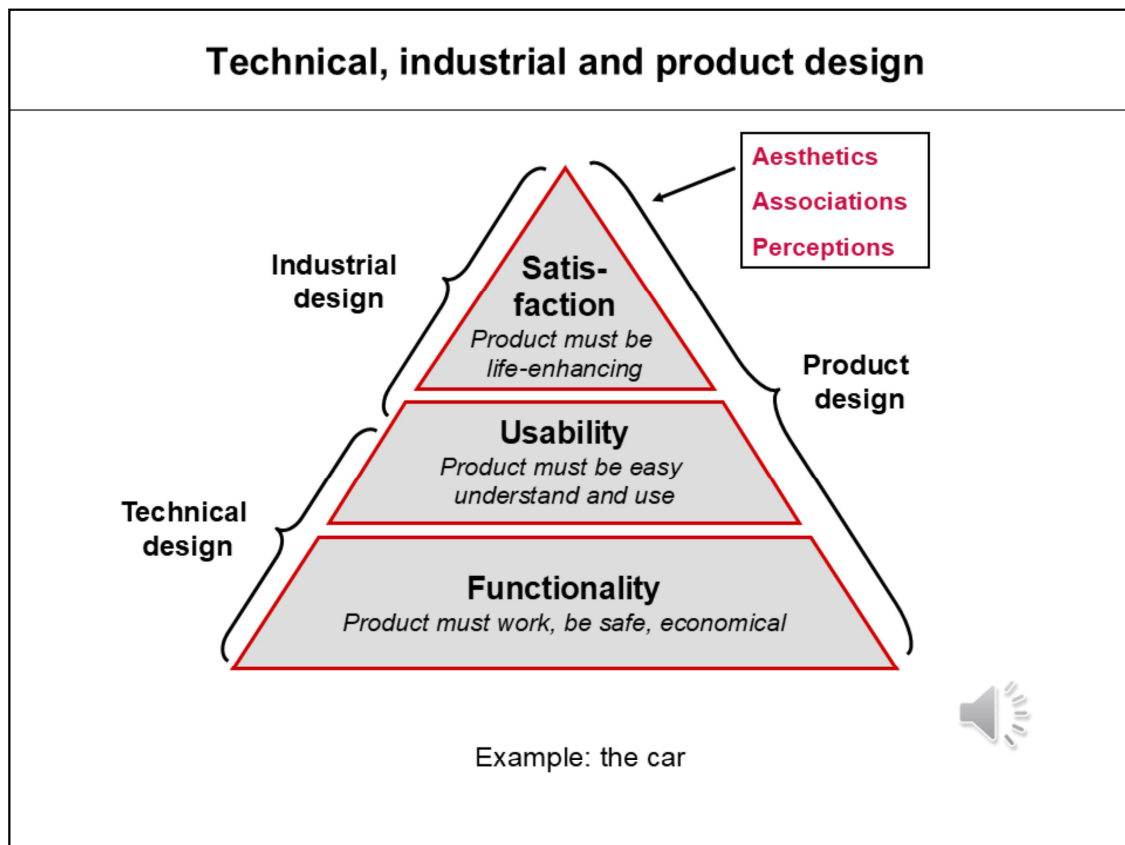 Technical, industrial and product design
Aesthetics
Associations
Perceptions
Industrial
design
Satis-
faction
Product must be
life-enhancing
Product
design
Usability
Product must be easy
understand and use
Technical
design
Functionality
Product must work, be safe, economical
Example: the car